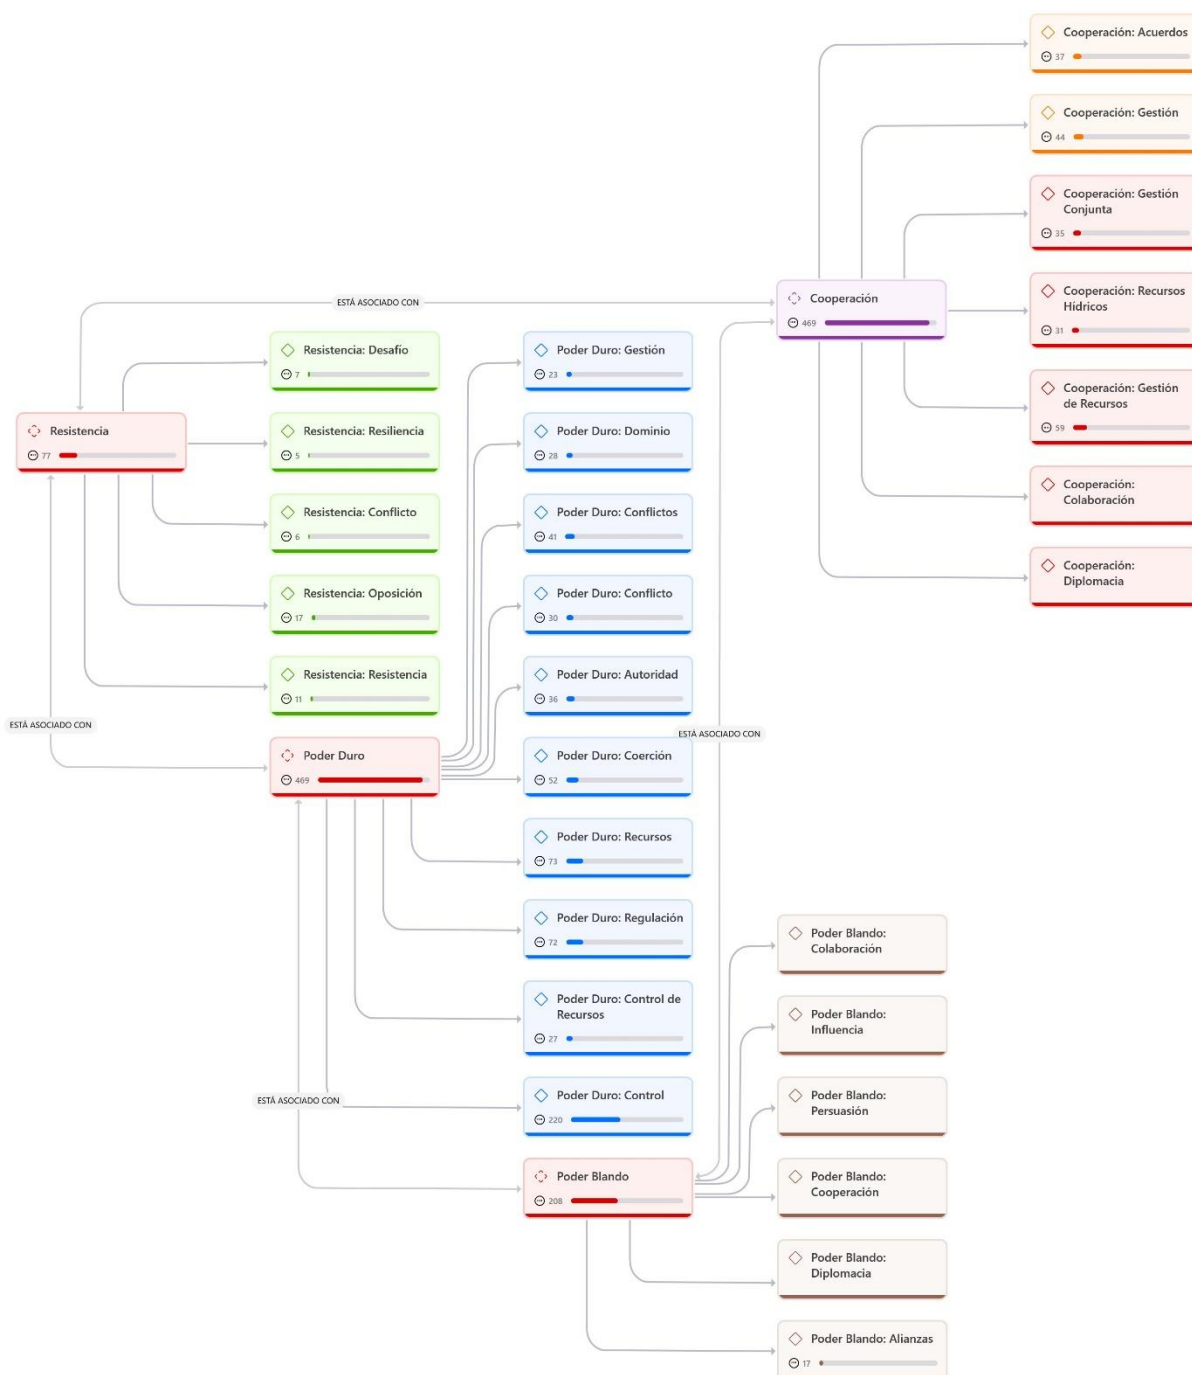 Cooperación: Acuerdos
37
Cooperación: Gestión
44
Cooperación: Gestión
Conjunta
35
Cooperación: Recursos
Hídricos
31
Cooperación: Gestión
de Recursos
59
Cooperación:
Colaboración
Cooperación:
Diplomacia
Cooperación
469
ESTÁ ASOCIADO CON
Resistencia
77
Resistencia: Desafío
7
Resistencia: Resiliencia
5
Resistencia: Conflicto
6
Resistencia: Oposición
17
Resistencia: Resistencia
11
ESTÁ ASOCIADO CON
Poder Duro
469
Poder Duro: Gestión
23
Poder Duro: Dominio
28
Poder Duro: Conflictos
41
Poder Duro: Conflicto
30
Poder Duro: Autoridad
36
ESTÁ ASOCIADO CON
Poder Duro: Coerción
52
Poder Duro: Recursos
73
Poder Duro: Regulación
72
Poder Duro: Control de
Recursos
27
ESTÁ ASOCIADO CON
Poder Duro: Control
220
Poder Blando
208
Poder Blando:
Colaboración
Poder Blando:
Influencia
Poder Blando:
Persuasión
Poder Blando:
Cooperación
Poder Blando:
Diplomacia
Poder Blando: Alianzas
17